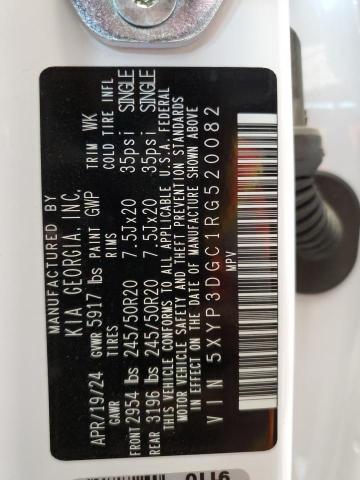 MANUFACTURED BY
KIA GEORGIA, INC.
APR/19/24 GVWR 5917 lbs PAINT GWP TRIM WK
GAWR TIRES RIMS COLD TIRE INFL
FRONT 2954 lbs 245/50R20 7.5Jx20 35psi SINGLE
REAR 3196 lbs 245/50R20 7.5Jx20 35psi SINGLE
THIS VEHICLE CONFORMS TO ALL APPLICABLE U.S.A. FEDERAL
MOTOR VEHICLE SAFETY AND THEFT PREVENTION STANDARDS
IN EFFECT ON THE DATE OF MANUFACTURE SHOWN ABOVE
VIN 5XYP3DGC1RG520082
MPV